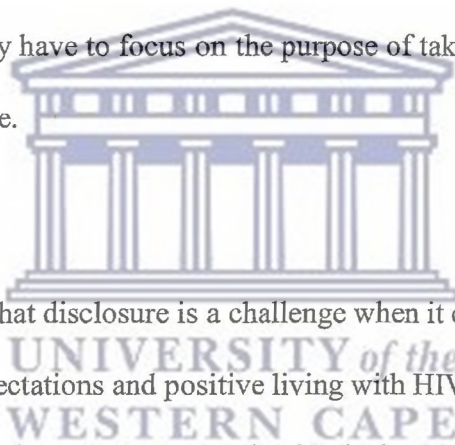 y have to focus on the purpose of tak
e.
hat disclosure is a challenge when it
UNIVERSITY of the
ectations and positive living with HIV
WESTERN CAPE